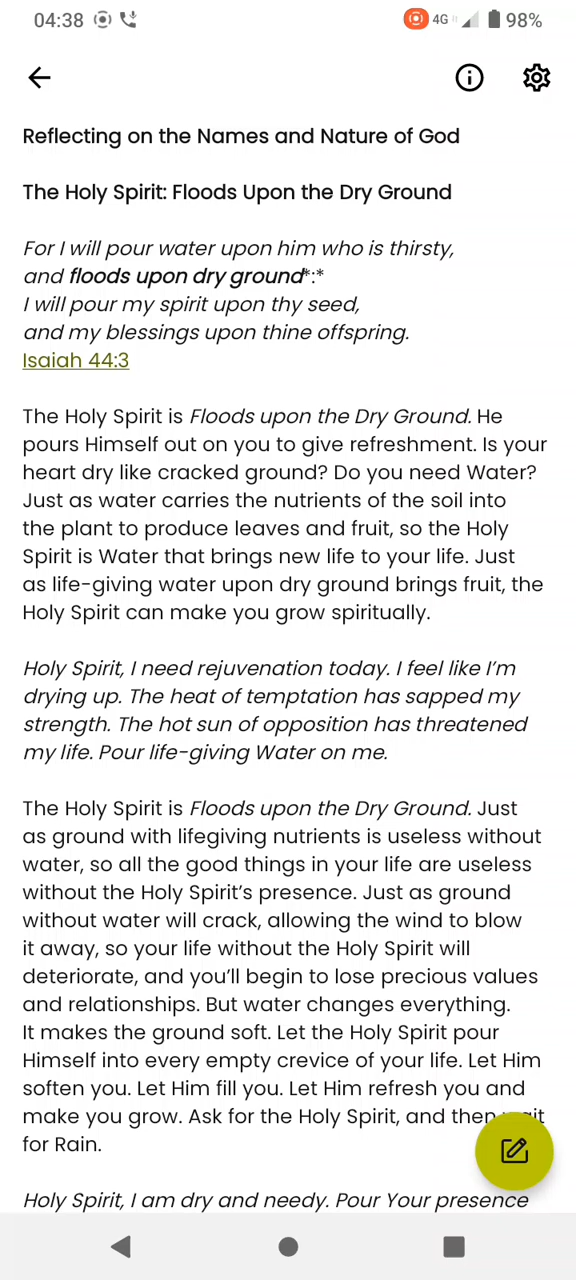 04:38
4G
98%
Reflecting on the Names and Nature of God
The Holy Spirit: Floods Upon the Dry Ground
For I will pour water upon him who is thirsty,
and floods upon dry ground*:*
I will pour my spirit upon thy seed,
and my blessings upon thine offspring.
Isaiah 44:3
The Holy Spirit is Floods upon the Dry Ground. He
pours Himself out on you to give refreshment. Is your
heart dry like cracked ground? Do you need Water?
Just as water carries the nutrients of the soil into
the plant to produce leaves and fruit, so the Holy
Spirit is Water that brings new life to your life. Just
as life-giving water upon dry ground brings fruit, the
Holy Spirit can make you grow spiritually.
Holy Spirit, I need rejuvenation today. I feel like I'm
drying up. The heat of temptation has sapped my
strength. The hot sun of opposition has threatened
my life. Pour life-giving Water on me.
The Holy Spirit is Floods upon the Dry Ground. Just
as ground with lifegiving nutrients is useless without
water, so all the good things in your life are useless
without the Holy Spirit's presence. Just as ground
without water will crack, allowing the wind to blow
it away, so your life without the Holy Spirit will
deteriorate, and you'll begin to lose precious values
and relationships. But water changes everything.
It makes the ground soft. Let the Holy Spirit pour
Himself into every empty crevice of your life. Let Him
soften you. Let Him fill you. Let Him refresh you and
make you grow. Ask for the Holy Spirit, and then
for Rain.
Holy Spirit, I am dry and needy. Pour Your presence